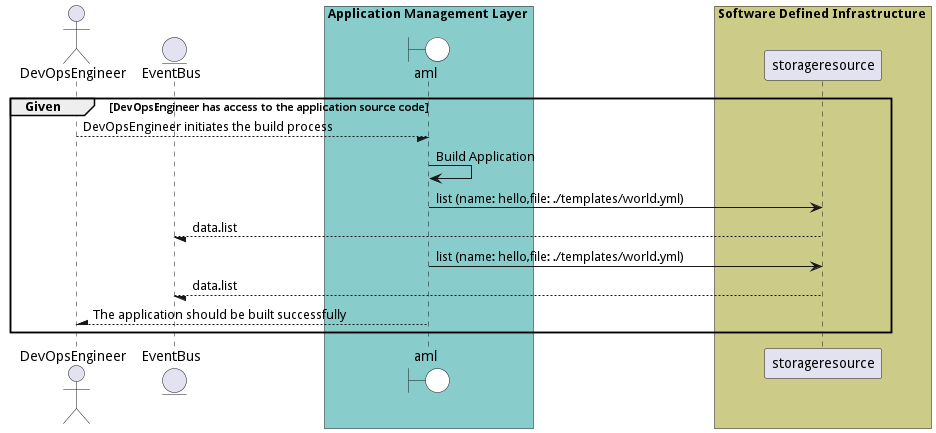 Application Management Layer
Software Defined Infrastructure
DevOpsEngineer
EventBus
aml
storageresource
Given
[DevOpsEngineer has access to the application source code]
DevOpsEngineer initiates the build process
Build Application
list (name: hello,file: ./templates/world.yml)
data.list
list (name: hello,file: ./templates/world.yml)
data.list
The application should be built successfully
DevOpsEngineer
EventBus
aml
storageresource